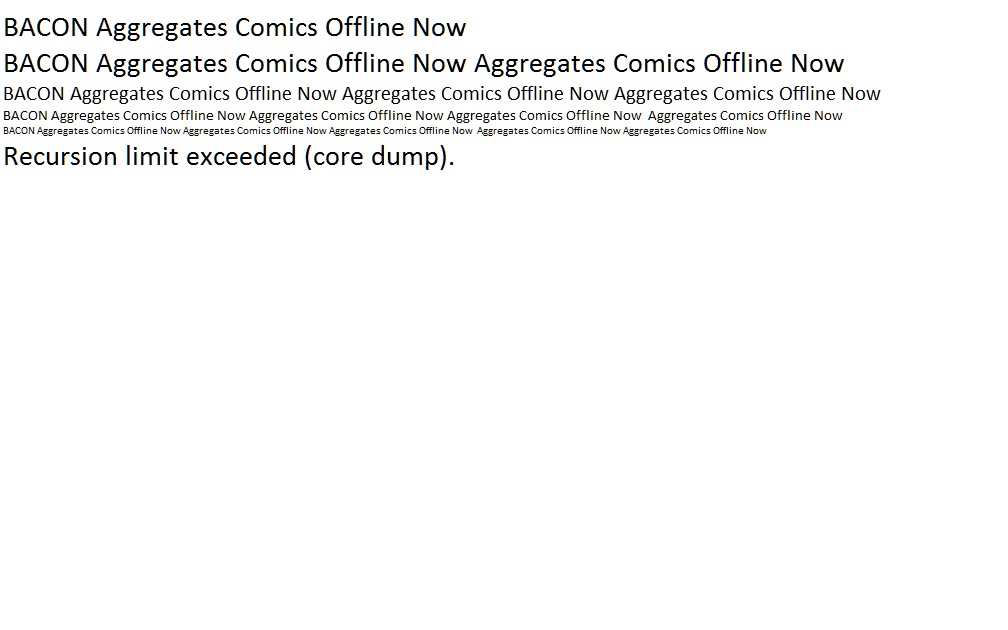 BACON Aggregates Comics Offline Now
BACON Aggregates Comics Offline Now Aggregates Comics Offline Now
BACON Aggregates Comics Offline Now Aggregates Comics Offline Now Aggregates Comics Offline Now
BACON Aggregates Comics Offline Now Aggregates Comics Offline Now Aggregates Comics Offline Now  Aggregates Comics Offline Now
BACON Aggregates Comics Offline Now Aggregates Comics Offline Now Aggregates Comics Offline Now  Aggregates Comics Offline Now Aggregates Comics Offline Now
Recursion limit exceeded (core dump).